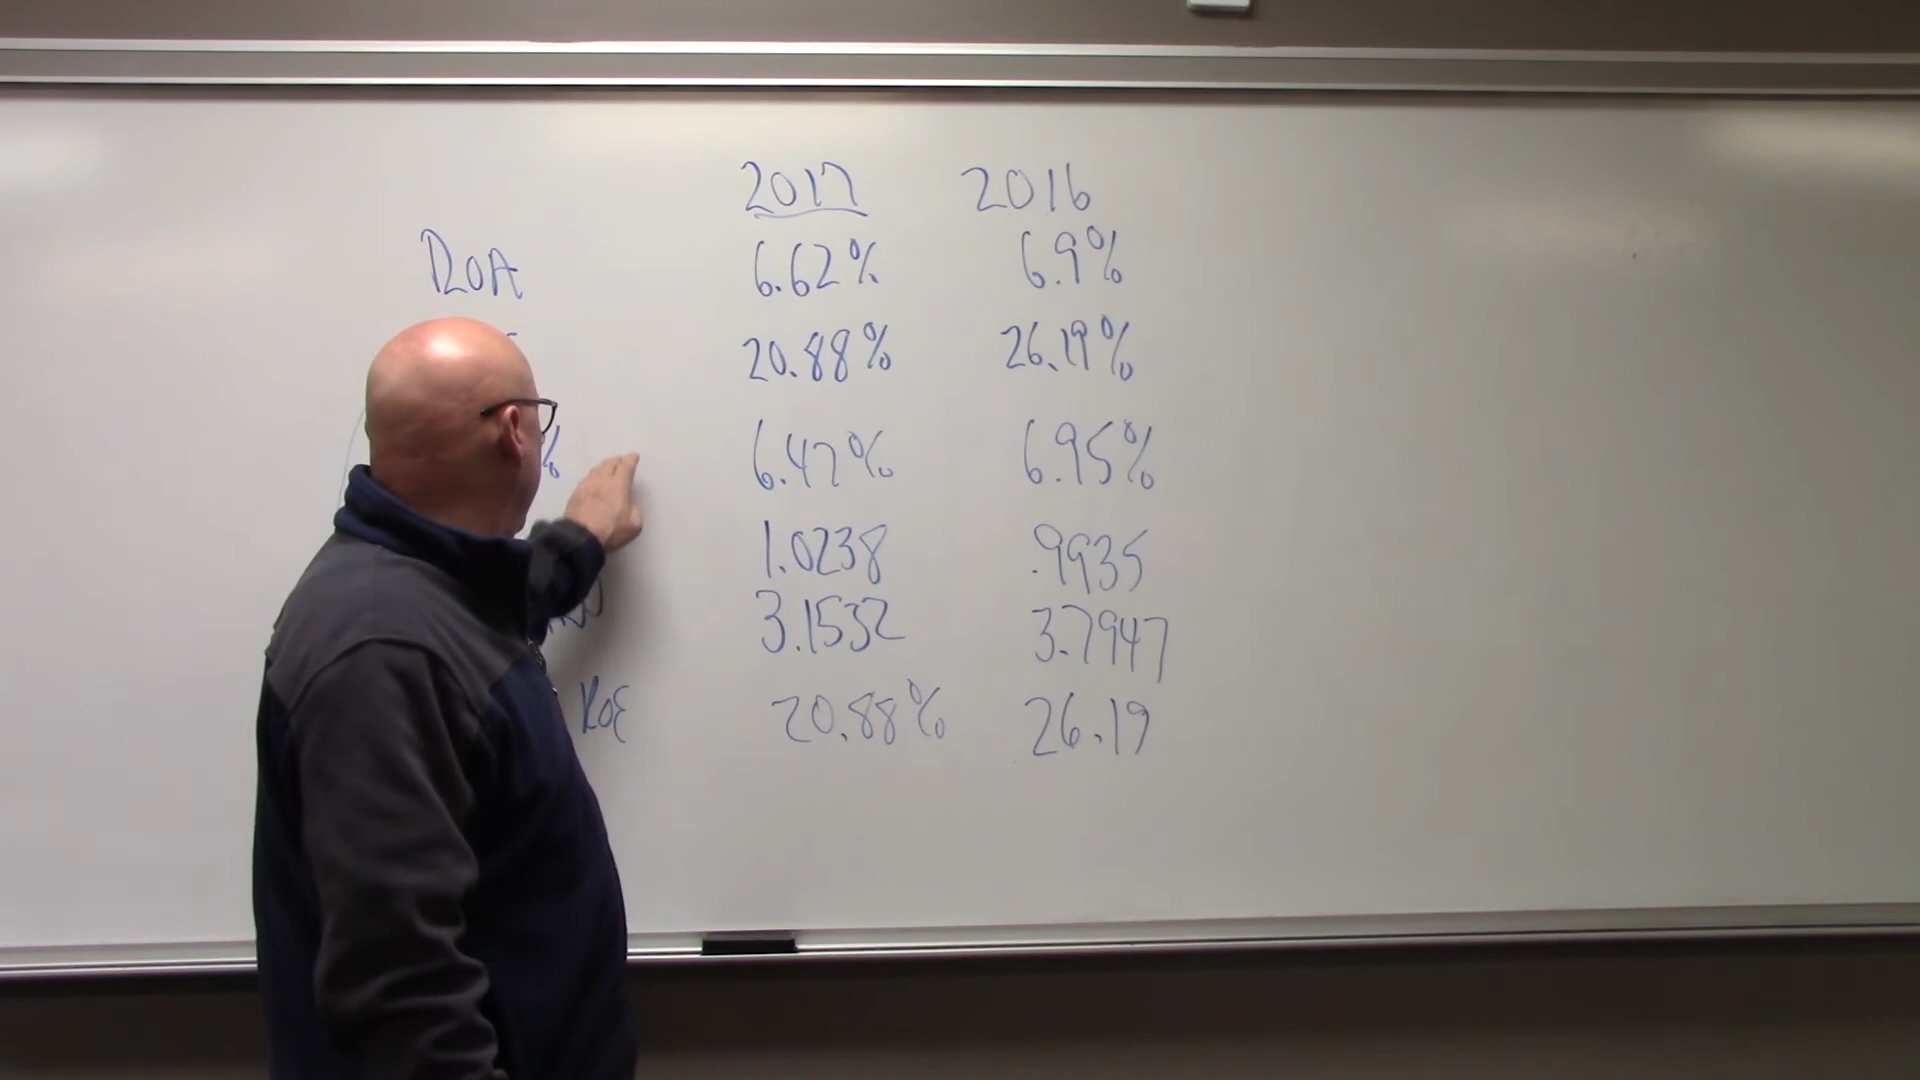 2017 2016
ROA 6.62% 6.9%
20.88% 26.19%
% 6.47% 6.95%
1.0238 .9935
3.1532 3.7947
ROE 20.88% 26.19